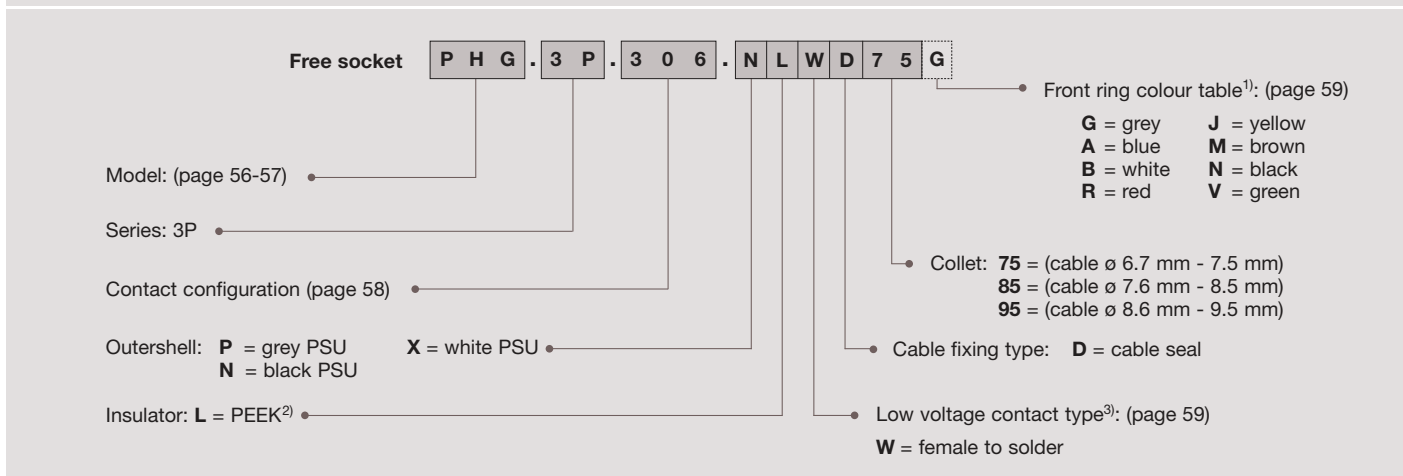 Free socket P H G . 3 P . 3 0 6 . N L W D 7 5 G
Front ring colour table1): (page 59)
G = grey J = yellow
A = blue M = brown
B = white N = black
R = red V = green
Model: (page 56-57)
Series: 3P
Collet: 75 = (cable ø 6.7 mm - 7.5 mm)
85 = (cable ø 7.6 mm - 8.5 mm)
95 = (cable ø 8.6 mm - 9.5 mm)
Contact configuration (page 58)
Outershell: P = grey PSU X = white PSU
N = black PSU
Cable fixing type: D = cable seal
Insulator: L = PEEK2)
Low voltage contact type3): (page 59)
W = female to solder